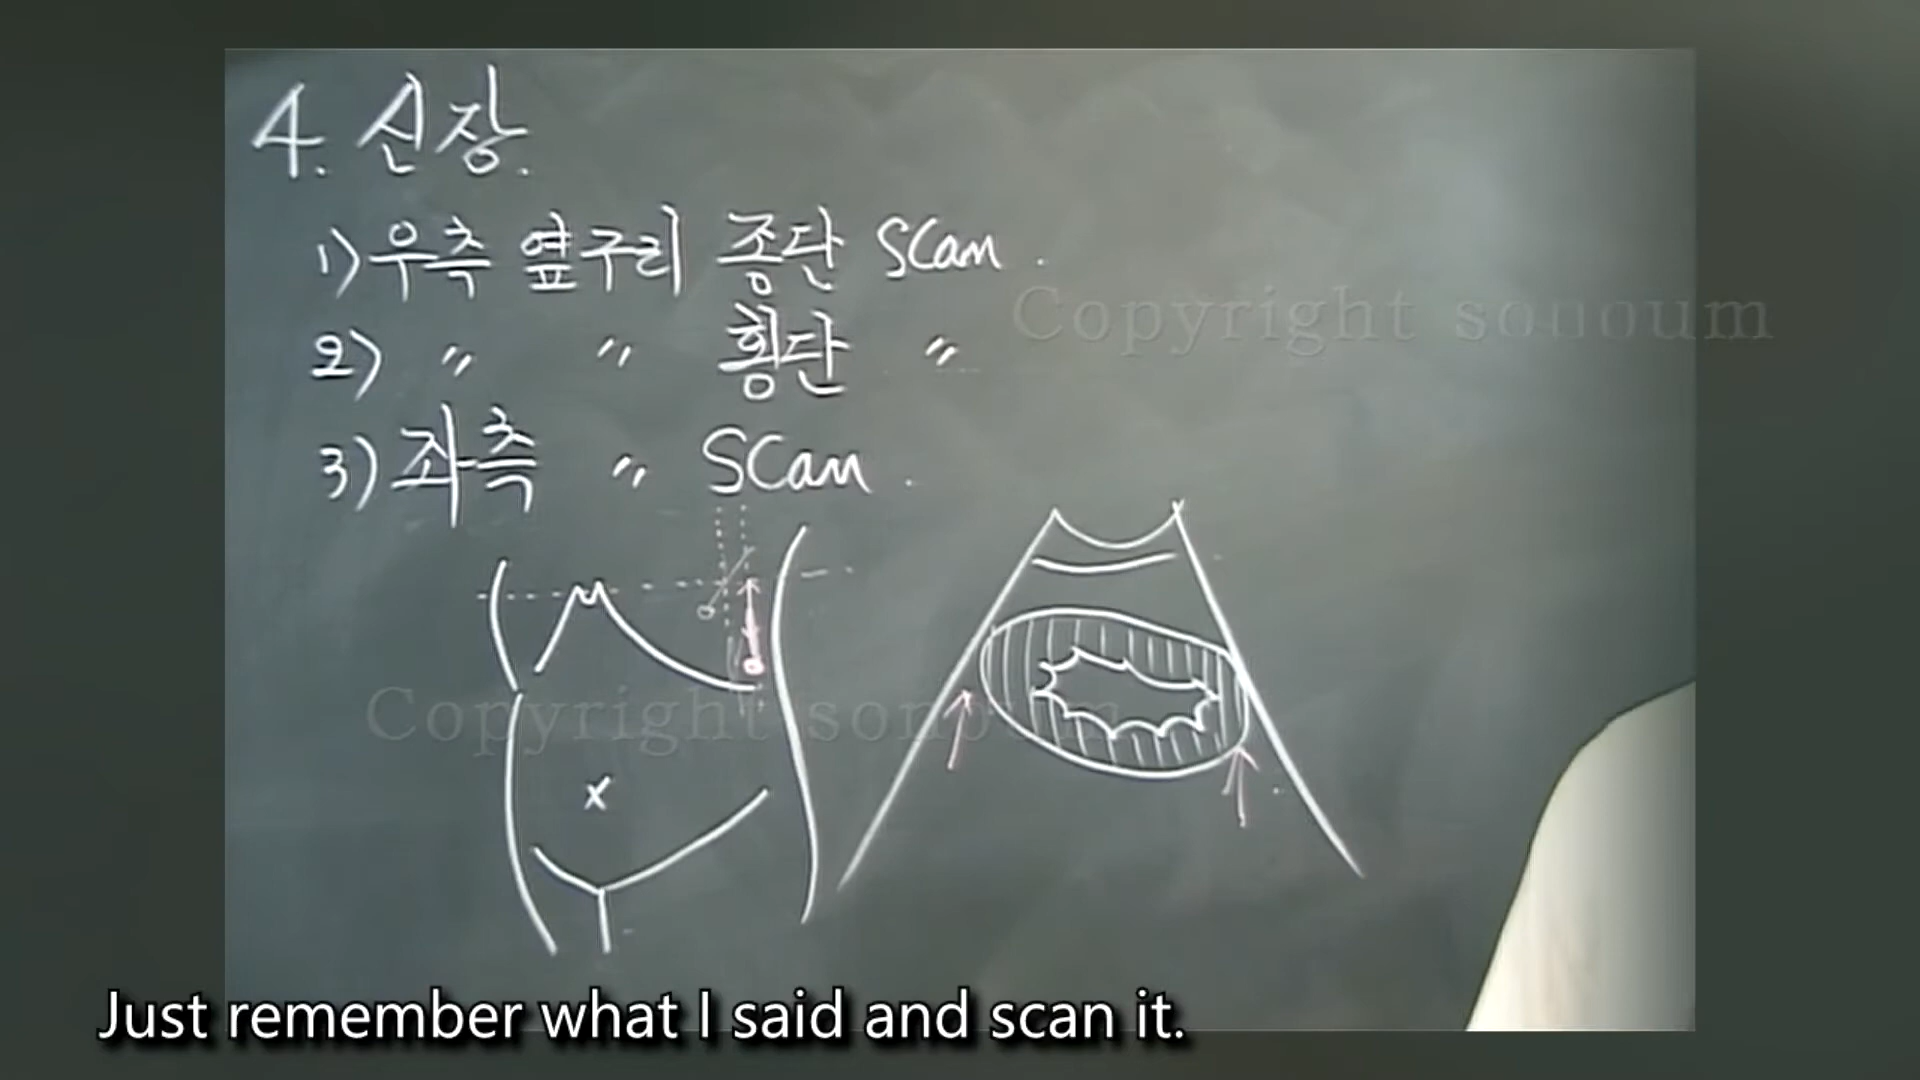 4. 신장.
1) 우측 옆구리 종단 Scan.
2) 〃 〃 횡단 〃
3) 좌측 〃 Scan.
Copyright sonoum
x
Copyright sonoum
Just remember what I said and scan it.